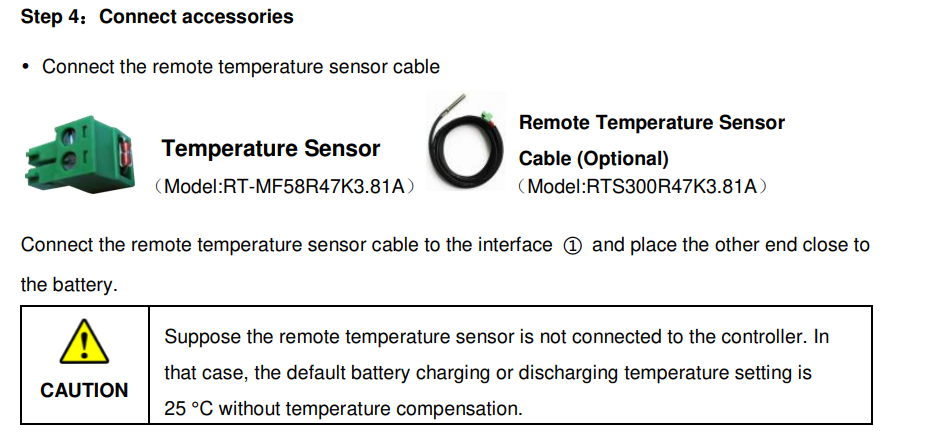 Step 4：Connect accessories
• Connect the remote temperature sensor cable
Temperature Sensor
（Model:RT-MF58R47K3.81A）
Remote Temperature Sensor
Cable (Optional)
（Model:RTS300R47K3.81A）
Connect the remote temperature sensor cable to the interface ① and place the other end close to
the battery.
CAUTION
Suppose the remote temperature sensor is not connected to the controller. In
that case, the default battery charging or discharging temperature setting is
25 °C without temperature compensation.